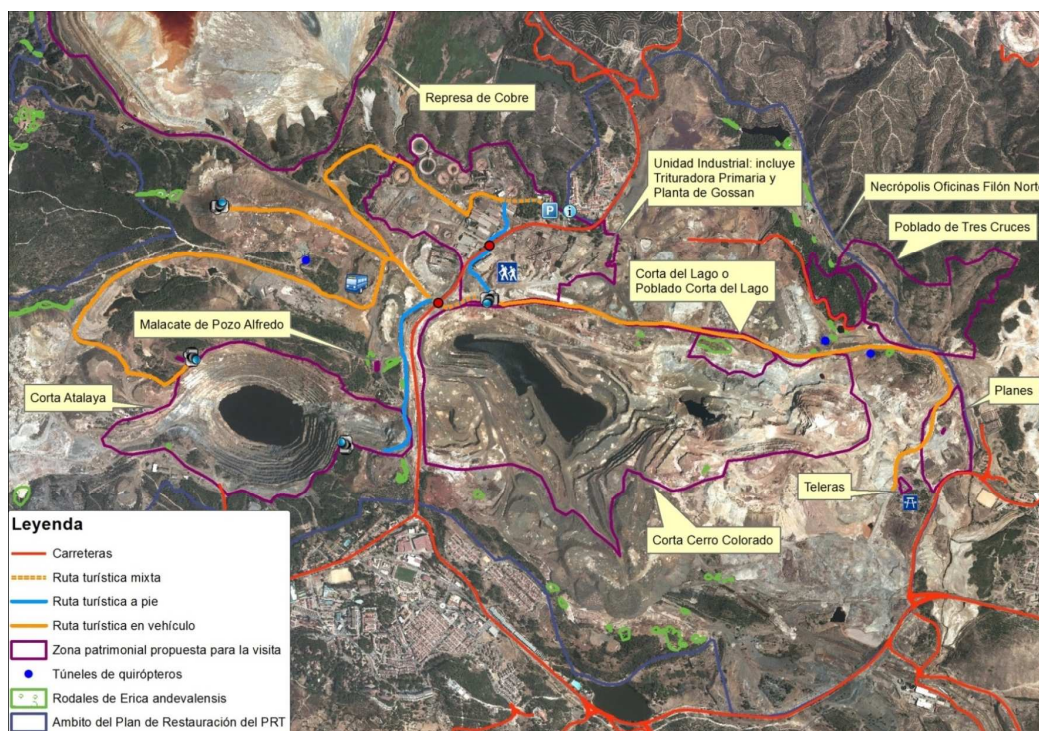 Represa de Cobre
Unidad Industrial: incluye
Trituradora Primaria y
Planta de Gossan
Necrópolis Oficinas Filón Norte
Poblado de Tres Cruces
P
i
Corta del Lago o
Poblado Corta del Lago
Malacate de Pozo Alfredo
Corta Atalaya
Planes
Teleras
Corta Cerro Colorado
Leyenda
Carreteras
Ruta turística mixta
Ruta turística a pie
Ruta turística en vehículo
Zona patrimonial propuesta para la visita
Túneles de quirópteros
Rodales de Erica andevalensis
Ambito del Plan de Restauración del PRT